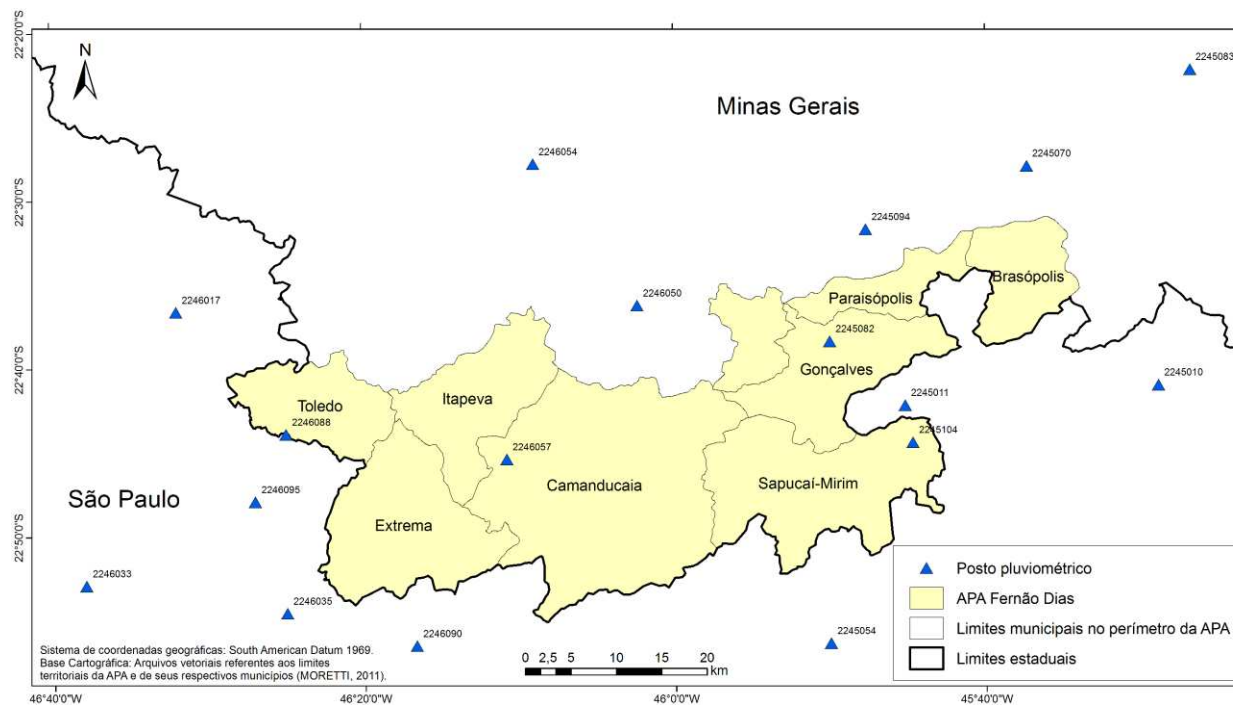 22°20'0"S
N
2245083
Minas Gerais
2246054
2245070
22°30'0"S
2245094
Brasópolis
2246017
2246050
Paraisópolis
2245082
Gonçalves
22°40'0"S
2245010
Itapeva
2245011
Toledo
2246088
2245104
2246057
Camanducaia
Sapucaí-Mirim
2246095
São Paulo
Extrema
22°50'0"S
2246033
2246035
2246090
2245054
Posto pluviométrico
APA Fernão Dias
Limites municipais no perímetro da APA
Limites estaduais
Sistema de coordenadas geográficas: South American Datum 1969.
Base Cartográfica: Arquivos vetoriais referentes aos limites
territoriais da APA e de seus respectivos municípios (MORETTI, 2011).
0 2,5 5 10 15 20
km
46°40'0"W 46°20'0"W 46°0'0"W 45°40'0"W